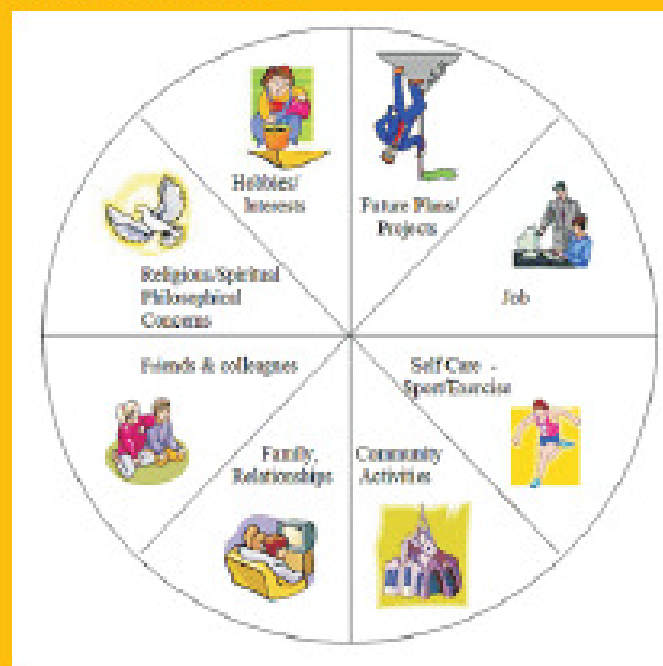 Hobbies/
Interests
Future Plans/
Projects
Religious/Spiritual
Philosophical
Concerns
Job
Friends & colleagues
Self Care -
Sport/Exercise
Family,
Relationships
Community
Activities